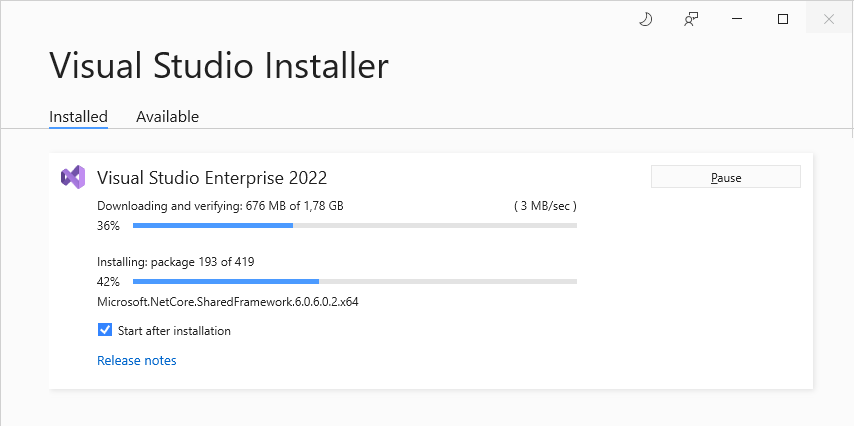 Visual Studio Installer
Installed Available
Visual Studio Enterprise 2022 Pause
Downloading and verifying: 676 MB of 1,78 GB ( 3 MB/sec )
36%
Installing: package 193 of 419
42%
Microsoft.NetCore.SharedFramework.6.0.6.0.2.x64
Start after installation
Release notes